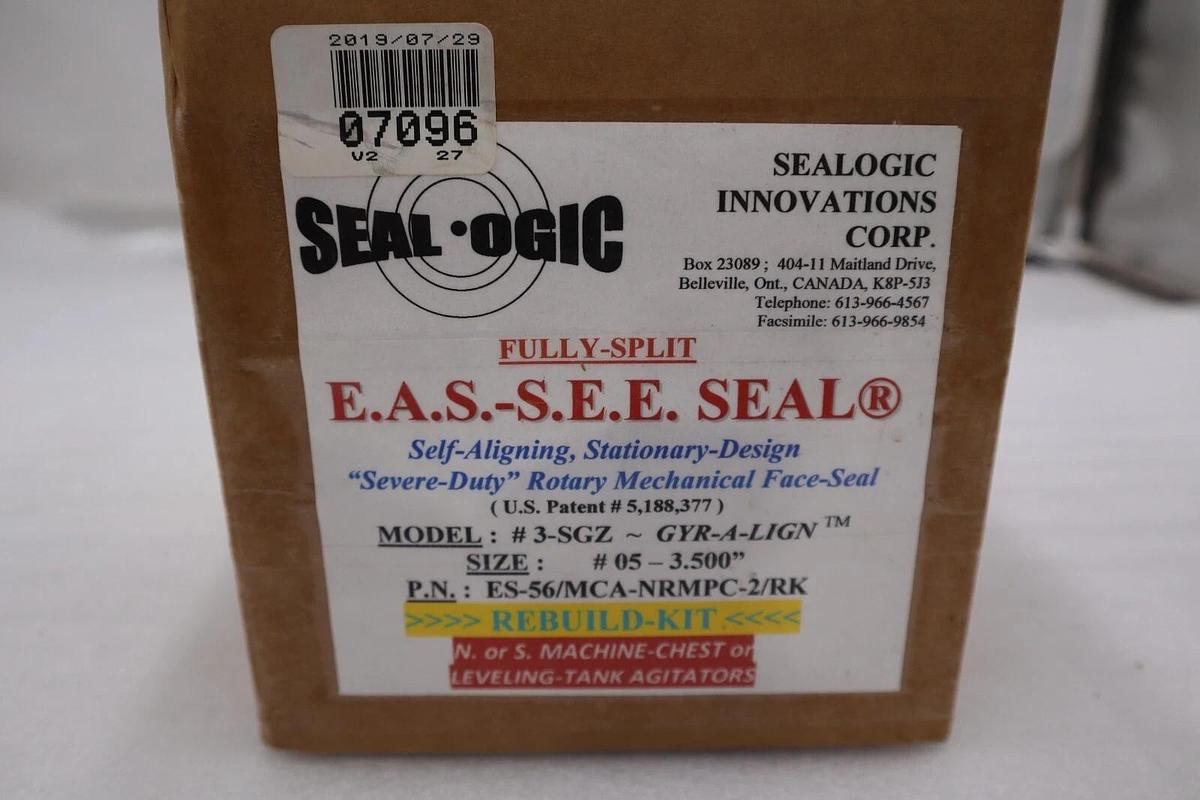 2019/07/29
07096
V2 27
SEAL•OGIC
SEALOGIC
INNOVATIONS
CORP.
Box 23089 ; 404-11 Maitland Drive,
Belleville, Ont., CANADA, K8P-5J3
Telephone: 613-966-4567
Facsimile: 613-966-9854
FULLY-SPLIT
E.A.S.-S.E.E. SEAL®
Self-Aligning, Stationary-Design
“Severe-Duty” Rotary Mechanical Face-Seal
( U.S. Patent # 5,188,377 )
MODEL : # 3-SGZ ~ GYR-A-LIGN ™
SIZE : # 05 – 3.500”
P.N. : ES-56/MCA-NRMPC-2/RK
>>>> REBUILD-KIT <<<<
N. or S. MACHINE-CHEST or
LEVELING-TANK AGITATORS